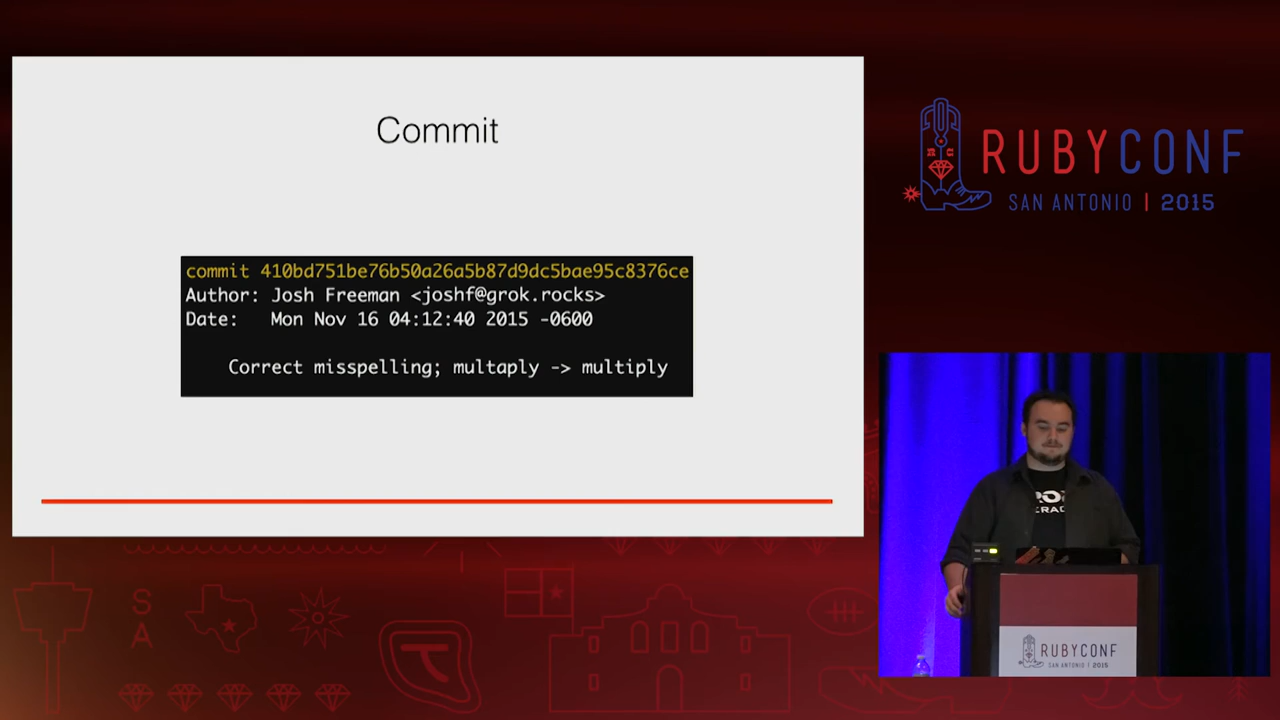 Commit
commit 410bd751be76b50a26a5b87d9dc5bae95c8376ce
Author: Josh Freeman <joshf@grok.rocks>
Date:   Mon Nov 16 04:12:40 2015 -0600
Correct misspelling; multaply -> multiply
RUBYCONF
SAN ANTONIO | 2015
S
A
RUBYCONF
SAN ANTONIO | 2015